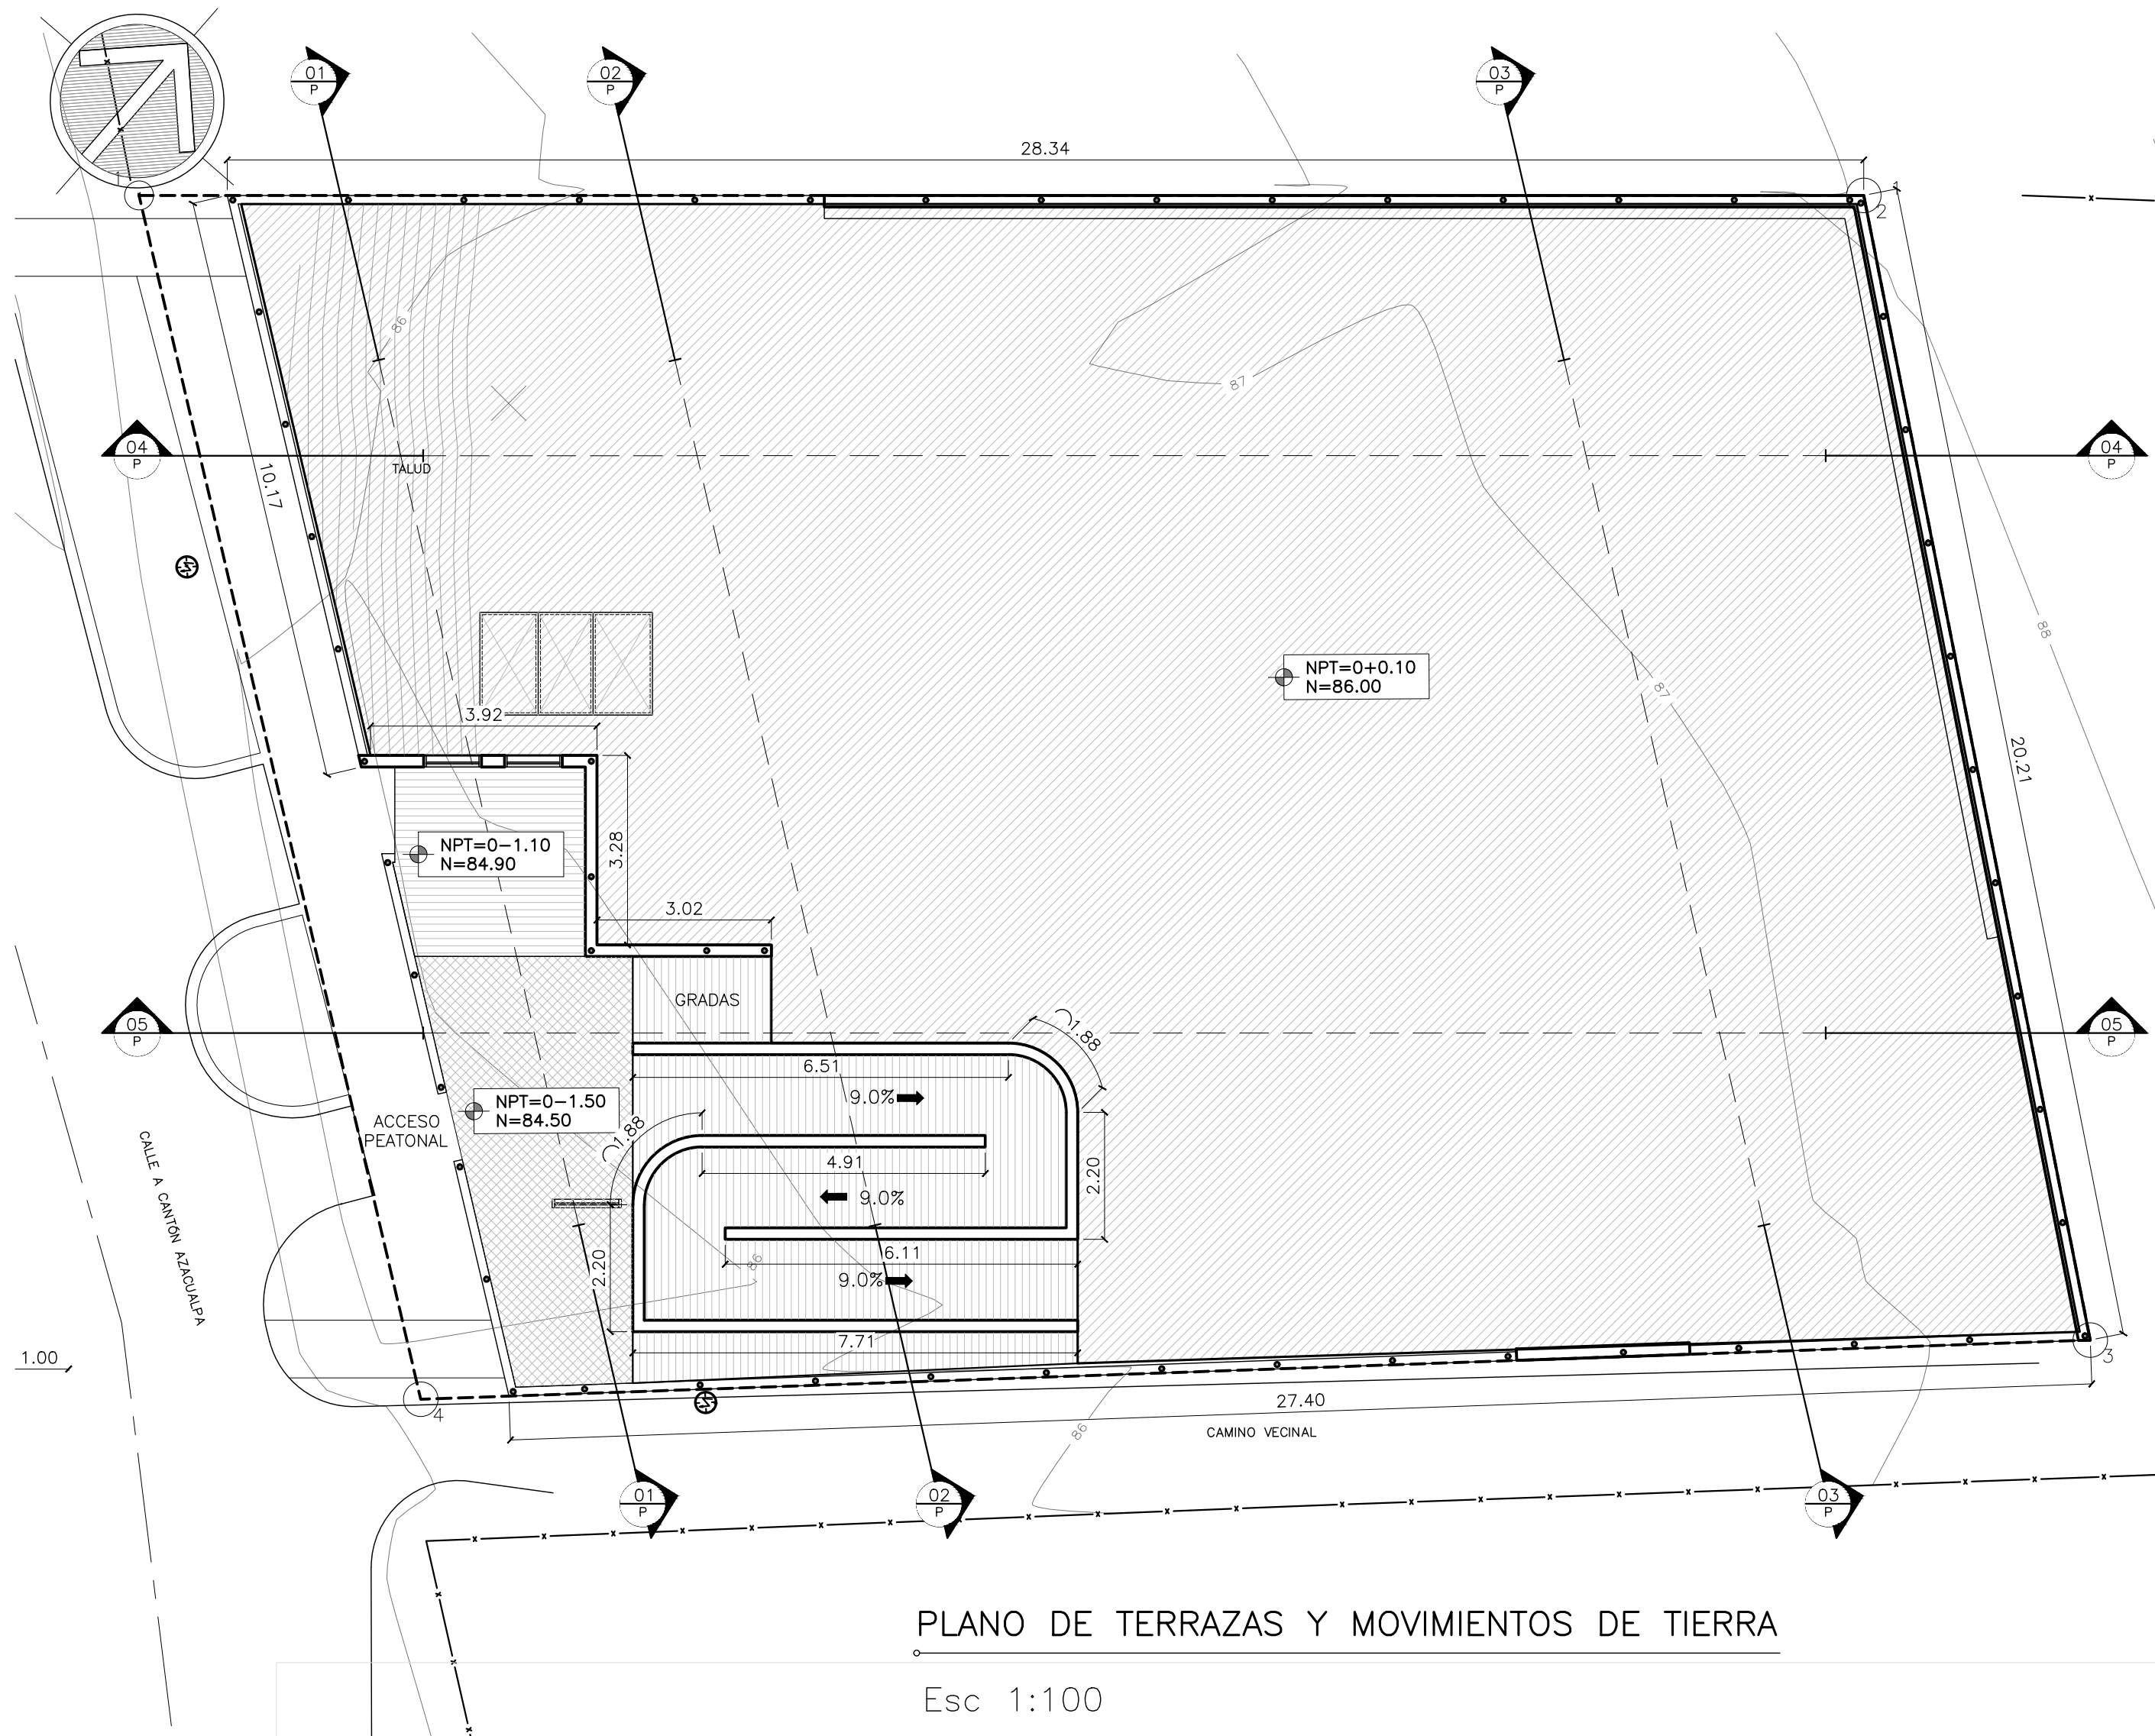 01
P
02
P
03
P
28.34
1
2
86
87
04
P
TALUD
04
P
10.17
88
NPT=0+0.10
N=86.00
87
3.92
20.21
NPT=0-1.10
N=84.90
3.28
3.02
GRADAS
05
P
05
P
1.88
6.51
9.0%
NPT=0-1.50
N=84.50
ACCESO
PEATONAL
1.88
4.91
2.20
9.0%
CALLE A CANTÓN AZACUALPA
2.20
6.11
86
9.0%
7.71
1.00
3
4
27.40
CAMINO VECINAL
86
01
P
02
P
03
P
PLANO DE TERRAZAS Y MOVIMIENTOS DE TIERRA
Esc 1:100